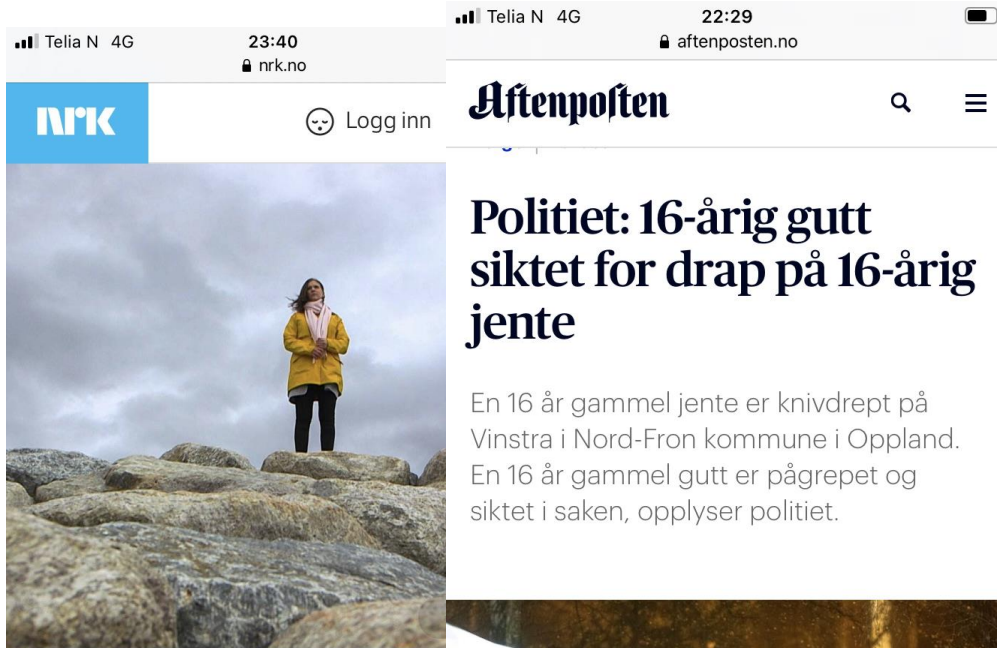 Telia N 4G
23:40
nrk.no
NRK
Logg inn
Telia N 4G
22:29
aftenposten.no
Aftenposten
Politiet: 16-årig gutt
siktet for drap på 16-årig
jente
En 16 år gammel jente er knivdrept på
Vinstra i Nord-Fron kommune i Oppland.
En 16 år gammel gutt er pågrepet og
siktet i saken, opplyser politiet.